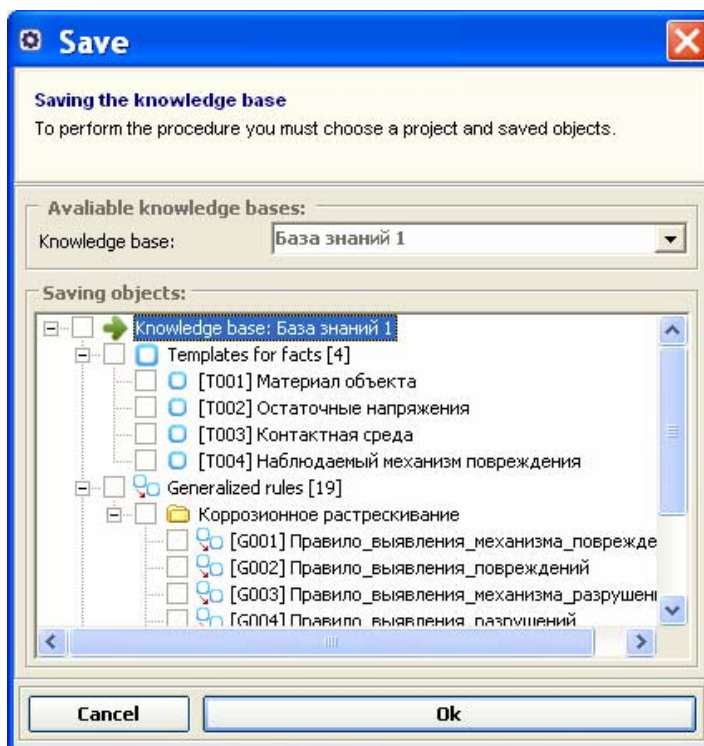 Save
Saving the knowledge base
To perform the procedure you must choose a project and saved objects.
Avaliable knowledge bases:
Knowledge base: База знаний 1
Saving objects:
Knowledge base: База знаний 1
Templates for facts [4]
[T001] Материал объекта
[T002] Остаточные напряжения
[T003] Контактная среда
[T004] Наблюдаемый механизм повреждения
Generalized rules [19]
Коррозионное растрескивание
[G001] Правило_выявления_механизма_поврежде
[G002] Правило_выявления_повреждений
[G003] Правило_выявления_механизма_разрушен
[G004] Правило_выявления_разрушений
Cancel Ok